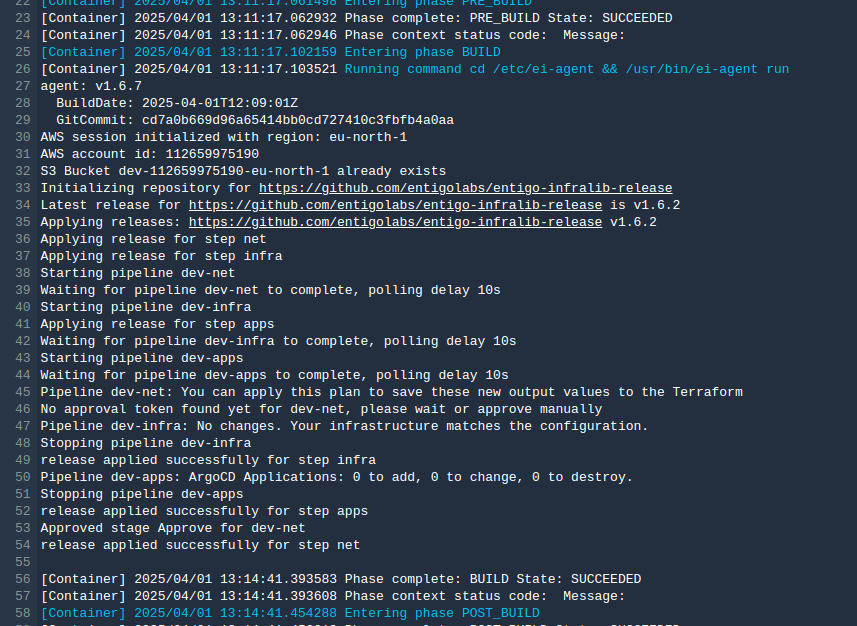 22 [Container] 2025/04/01 13:11:17.061498 Entering phase PRE_BUILD
23 [Container] 2025/04/01 13:11:17.062932 Phase complete: PRE_BUILD State: SUCCEEDED
24 [Container] 2025/04/01 13:11:17.062946 Phase context status code:  Message:
25 [Container] 2025/04/01 13:11:17.102159 Entering phase BUILD
26 [Container] 2025/04/01 13:11:17.103521 Running command cd /etc/ei-agent && /usr/bin/ei-agent run
27 agent: v1.6.7
28   BuildDate: 2025-04-01T12:09:01Z
29   GitCommit: cd7a0b669d96a65414bb0cd727410c3fbfb4a0aa
30 AWS session initialized with region: eu-north-1
31 AWS account id: 112659975190
32 S3 Bucket dev-112659975190-eu-north-1 already exists
33 Initializing repository for https://github.com/entigolabs/entigo-infralib-release
34 Latest release for https://github.com/entigolabs/entigo-infralib-release is v1.6.2
35 Applying releases: https://github.com/entigolabs/entigo-infralib-release v1.6.2
36 Applying release for step net
37 Applying release for step infra
38 Starting pipeline dev-net
39 Waiting for pipeline dev-net to complete, polling delay 10s
40 Starting pipeline dev-infra
41 Applying release for step apps
42 Waiting for pipeline dev-infra to complete, polling delay 10s
43 Starting pipeline dev-apps
44 Waiting for pipeline dev-apps to complete, polling delay 10s
45 Pipeline dev-net: You can apply this plan to save these new output values to the Terraform
46 No approval token found yet for dev-net, please wait or approve manually
47 Pipeline dev-infra: No changes. Your infrastructure matches the configuration.
48 Stopping pipeline dev-infra
49 release applied successfully for step infra
50 Pipeline dev-apps: ArgoCD Applications: 0 to add, 0 to change, 0 to destroy.
51 Stopping pipeline dev-apps
52 release applied successfully for step apps
53 Approved stage Approve for dev-net
54 release applied successfully for step net
55
56 [Container] 2025/04/01 13:14:41.393583 Phase complete: BUILD State: SUCCEEDED
57 [Container] 2025/04/01 13:14:41.393608 Phase context status code:  Message:
58 [Container] 2025/04/01 13:14:41.454288 Entering phase POST_BUILD